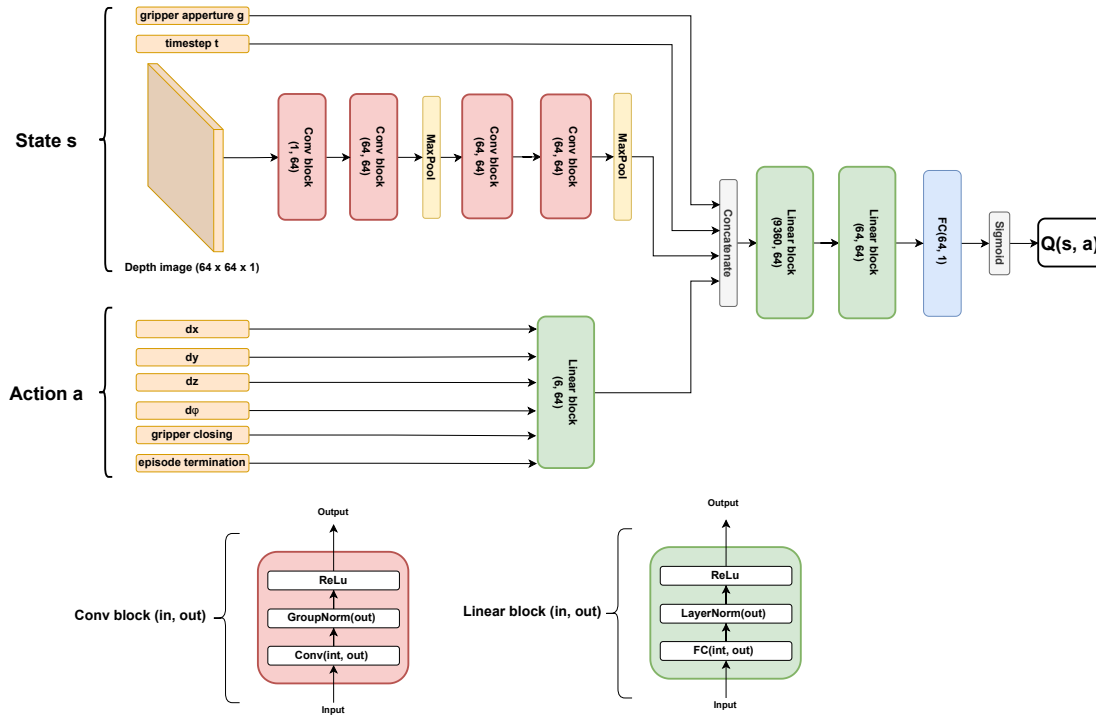 gripper apperture g
timestep t
State s
Conv block
(1, 64)
Conv block
(64, 64)
MaxPool
Conv block
(64, 64)
Conv block
(64, 64)
MaxPool
Depth image (64 x 64 x 1)
Concatenate
Linear block
(9360, 64)
Linear block
(64, 64)
FC(64, 1)
Sigmoid
Q(s, a)
Action a
dx
dy
dz
dφ
gripper closing
episode termination
Linear block
(6, 64)
Output
ReLu
GroupNorm(out)
Conv(int, out)
Input
Conv block (in, out)
Output
ReLu
LayerNorm(out)
FC(int, out)
Input
Linear block (in, out)